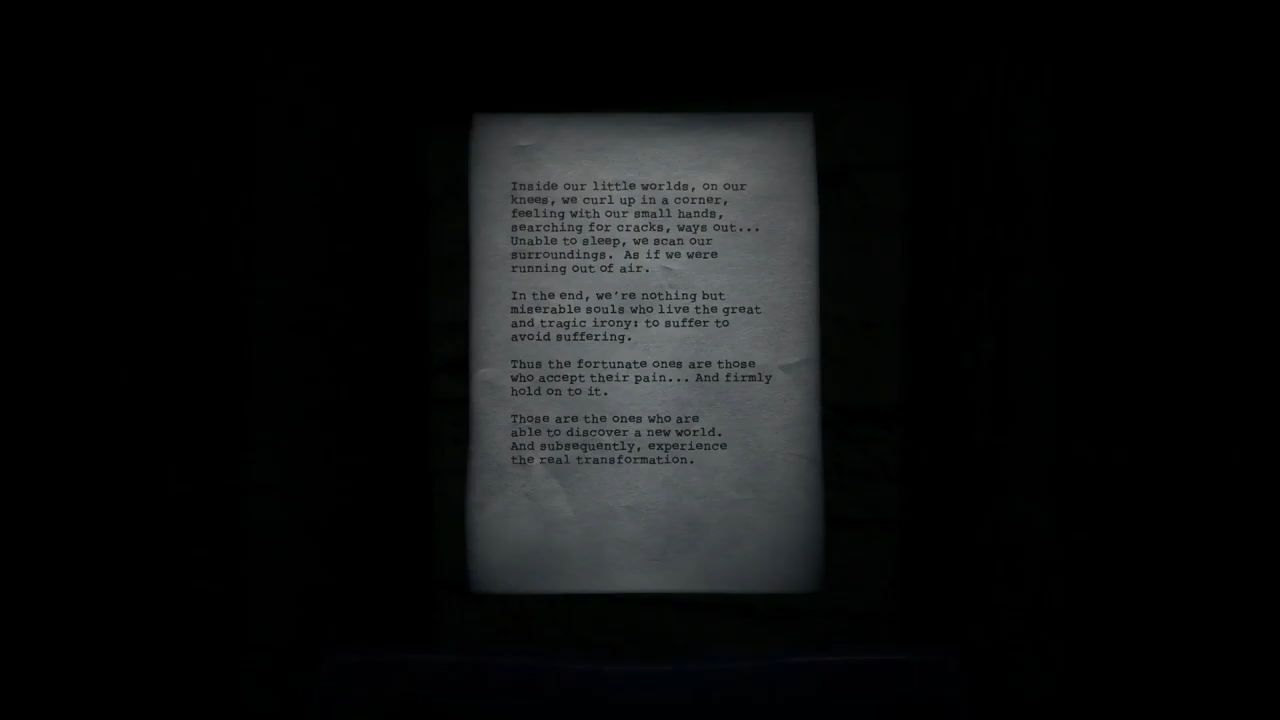 Inside our little worlds, on our
knees, we curl up in a corner,
feeling with our small hands,
searching for cracks, ways out...
Unable to sleep, we scan our
surroundings. As if we were
running out of air.
In the end, we're nothing but
miserable souls who live the great
and tragic irony: to suffer to
avoid suffering.
Thus the fortunate ones are those
who accept their pain... And firmly
hold on to it.
Those are the ones who are
able to discover a new world.
And subsequently, experience
the real transformation.